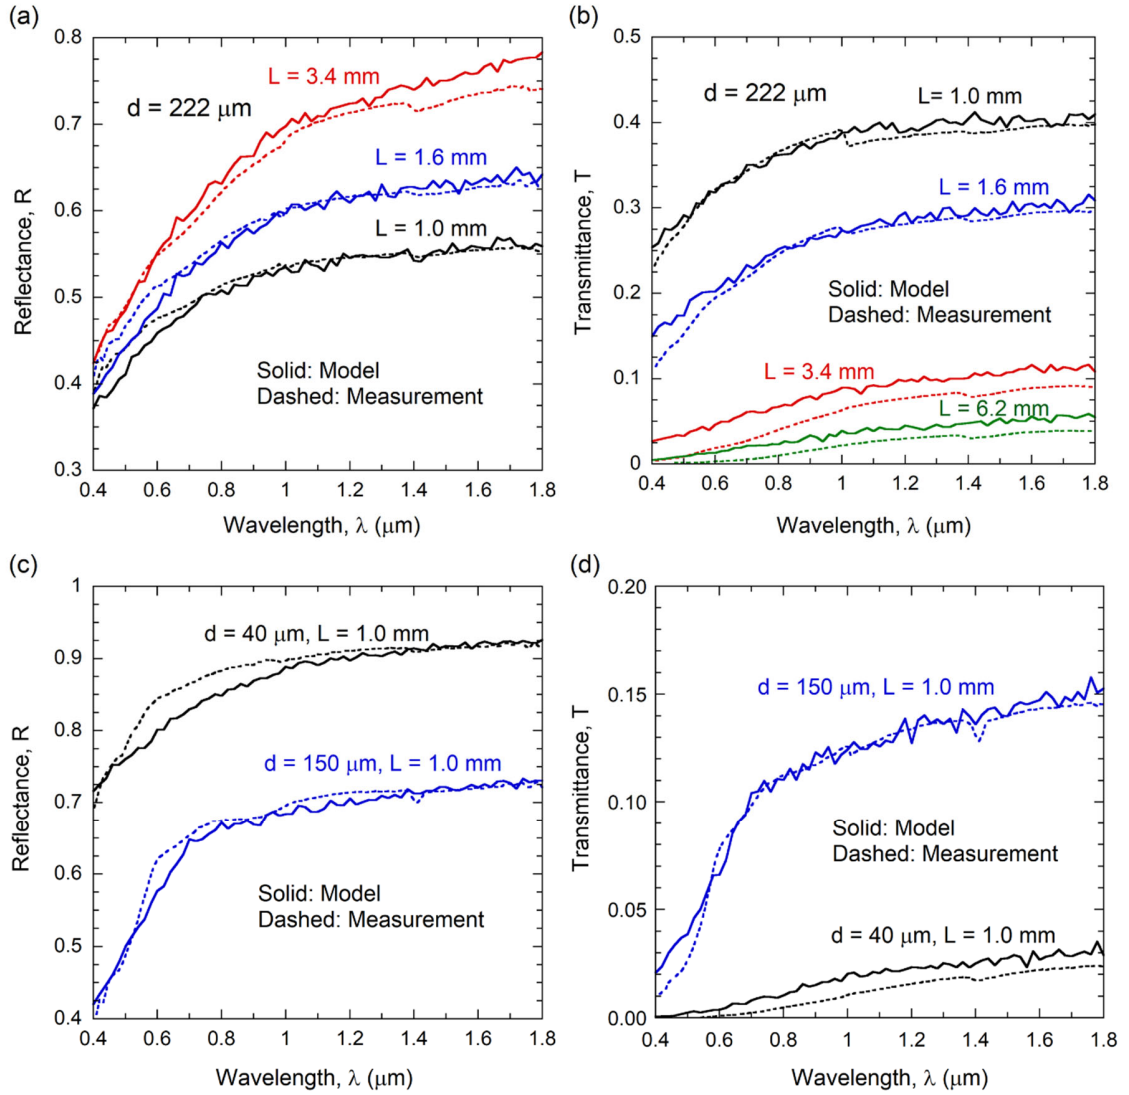 (a)
0.8
0.7
0.6
0.5
0.4
0.3
Reflectance, R
L = 3.4 mm
d = 222 μm
L = 1.6 mm
L = 1.0 mm
Solid: Model
Dashed: Measurement
0.4 0.6 0.8 1 1.2 1.4 1.6 1.8
Wavelength, λ (μm)
(b)
0.5
0.4
0.3
0.2
0.1
0
Transmittance, T
d = 222 μm
L= 1.0 mm
L = 1.6 mm
Solid: Model
Dashed: Measurement
L = 3.4 mm
L = 6.2 mm
0.4 0.6 0.8 1 1.2 1.4 1.6 1.8
Wavelength, λ (μm)
(c)
1
0.9
0.8
0.7
0.6
0.5
0.4
Reflectance, R
d = 40 μm, L = 1.0 mm
d = 150 μm, L = 1.0 mm
Solid: Model
Dashed: Measurement
0.4 0.6 0.8 1 1.2 1.4 1.6 1.8
Wavelength, λ (μm)
(d)
0.20
0.15
0.10
0.05
0.00
Transmittance, T
d = 150 μm, L = 1.0 mm
Solid: Model
Dashed: Measurement
d = 40 μm, L = 1.0 mm
0.4 0.6 0.8 1 1.2 1.4 1.6 1.8
Wavelength, λ (μm)